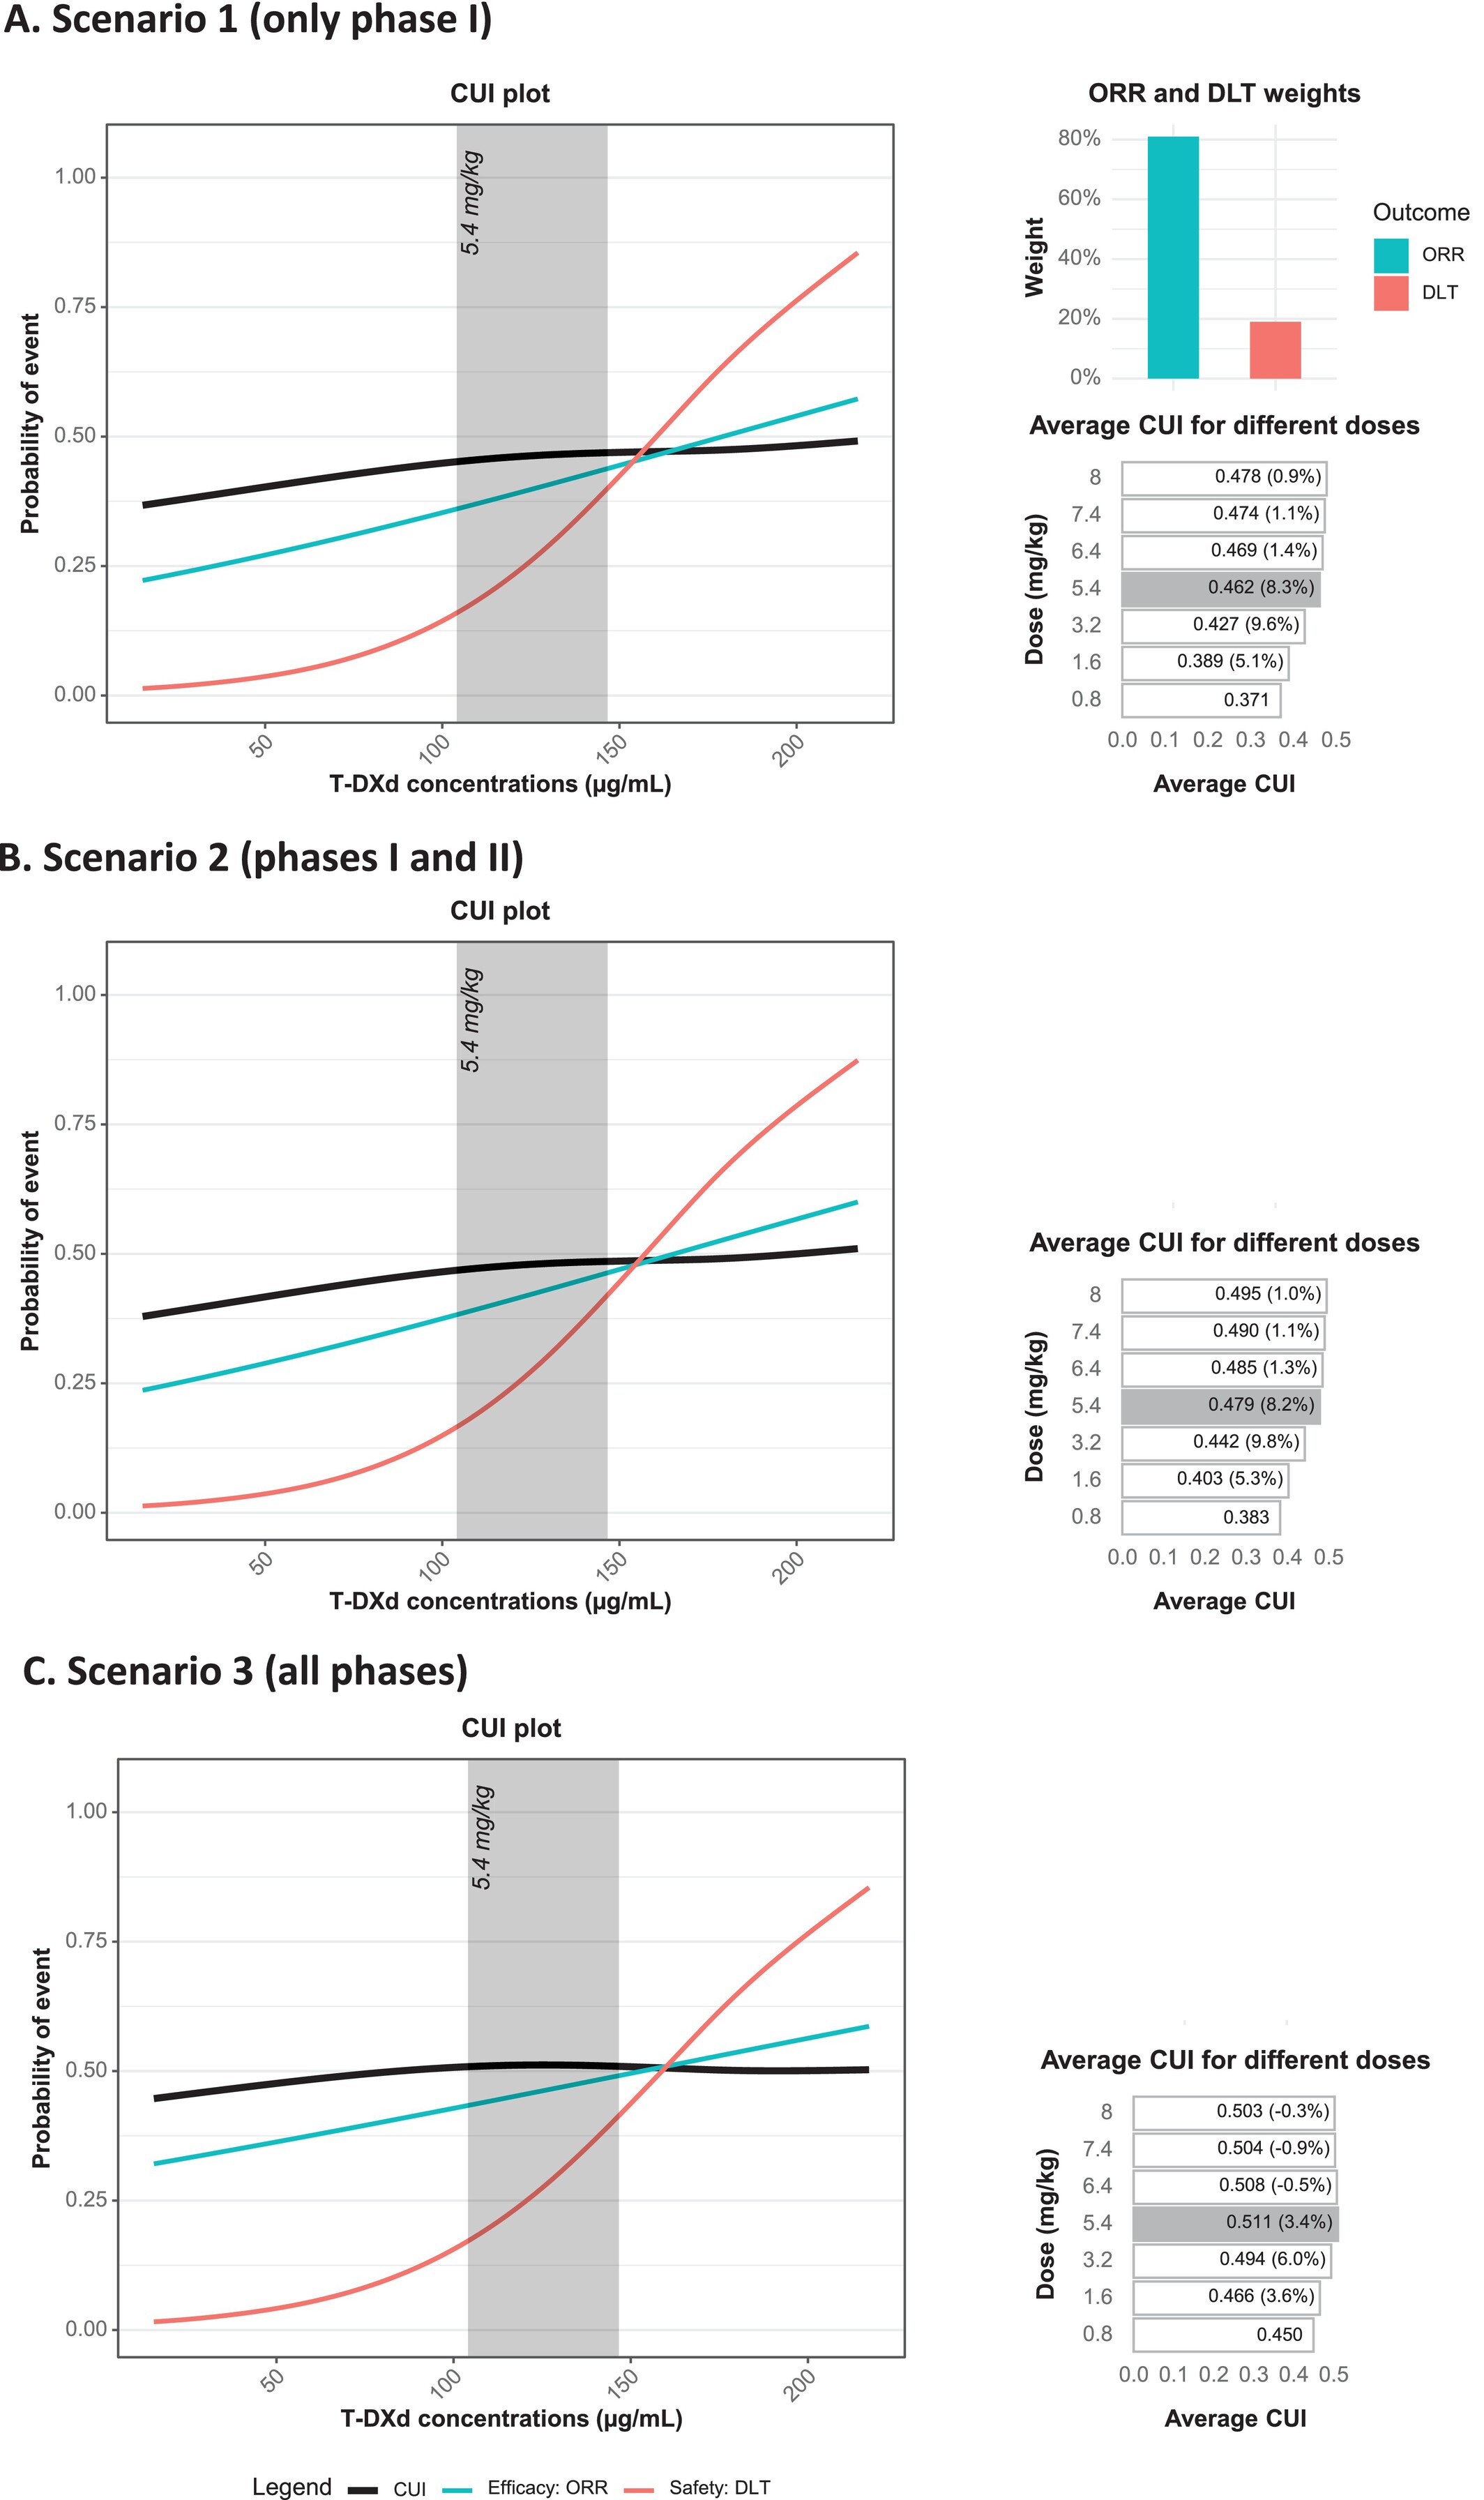 A. Scenario 1 (only phase I)
CUI plot
Probability of event
1.00
0.75
0.50
0.25
0.00
5.4 mg/kg
50
100
150
200
T-DXd concentrations (µg/mL)
ORR and DLT weights
Weight
80%
60%
40%
20%
0%
Outcome
ORR
DLT
Average CUI for different doses
Dose (mg/kg)
8 0.478 (0.9%)
7.4 0.474 (1.1%)
6.4 0.469 (1.4%)
5.4 0.462 (8.3%)
3.2 0.427 (9.6%)
1.6 0.389 (5.1%)
0.8 0.371
0.0 0.1 0.2 0.3 0.4 0.5
Average CUI
B. Scenario 2 (phases I and II)
CUI plot
Probability of event
1.00
0.75
0.50
0.25
0.00
5.4 mg/kg
50
100
150
200
T-DXd concentrations (µg/mL)
Average CUI for different doses
Dose (mg/kg)
8 0.495 (1.0%)
7.4 0.490 (1.1%)
6.4 0.485 (1.3%)
5.4 0.479 (8.2%)
3.2 0.442 (9.8%)
1.6 0.403 (5.3%)
0.8 0.383
0.0 0.1 0.2 0.3 0.4 0.5
Average CUI
C. Scenario 3 (all phases)
CUI plot
Probability of event
1.00
0.75
0.50
0.25
0.00
5.4 mg/kg
50
100
150
200
T-DXd concentrations (µg/mL)
Average CUI for different doses
Dose (mg/kg)
8 0.503 (-0.3%)
7.4 0.504 (-0.9%)
6.4 0.508 (-0.5%)
5.4 0.511 (3.4%)
3.2 0.494 (6.0%)
1.6 0.466 (3.6%)
0.8 0.450
0.0 0.1 0.2 0.3 0.4 0.5
Average CUI
Legend CUI Efficacy: ORR Safety: DLT